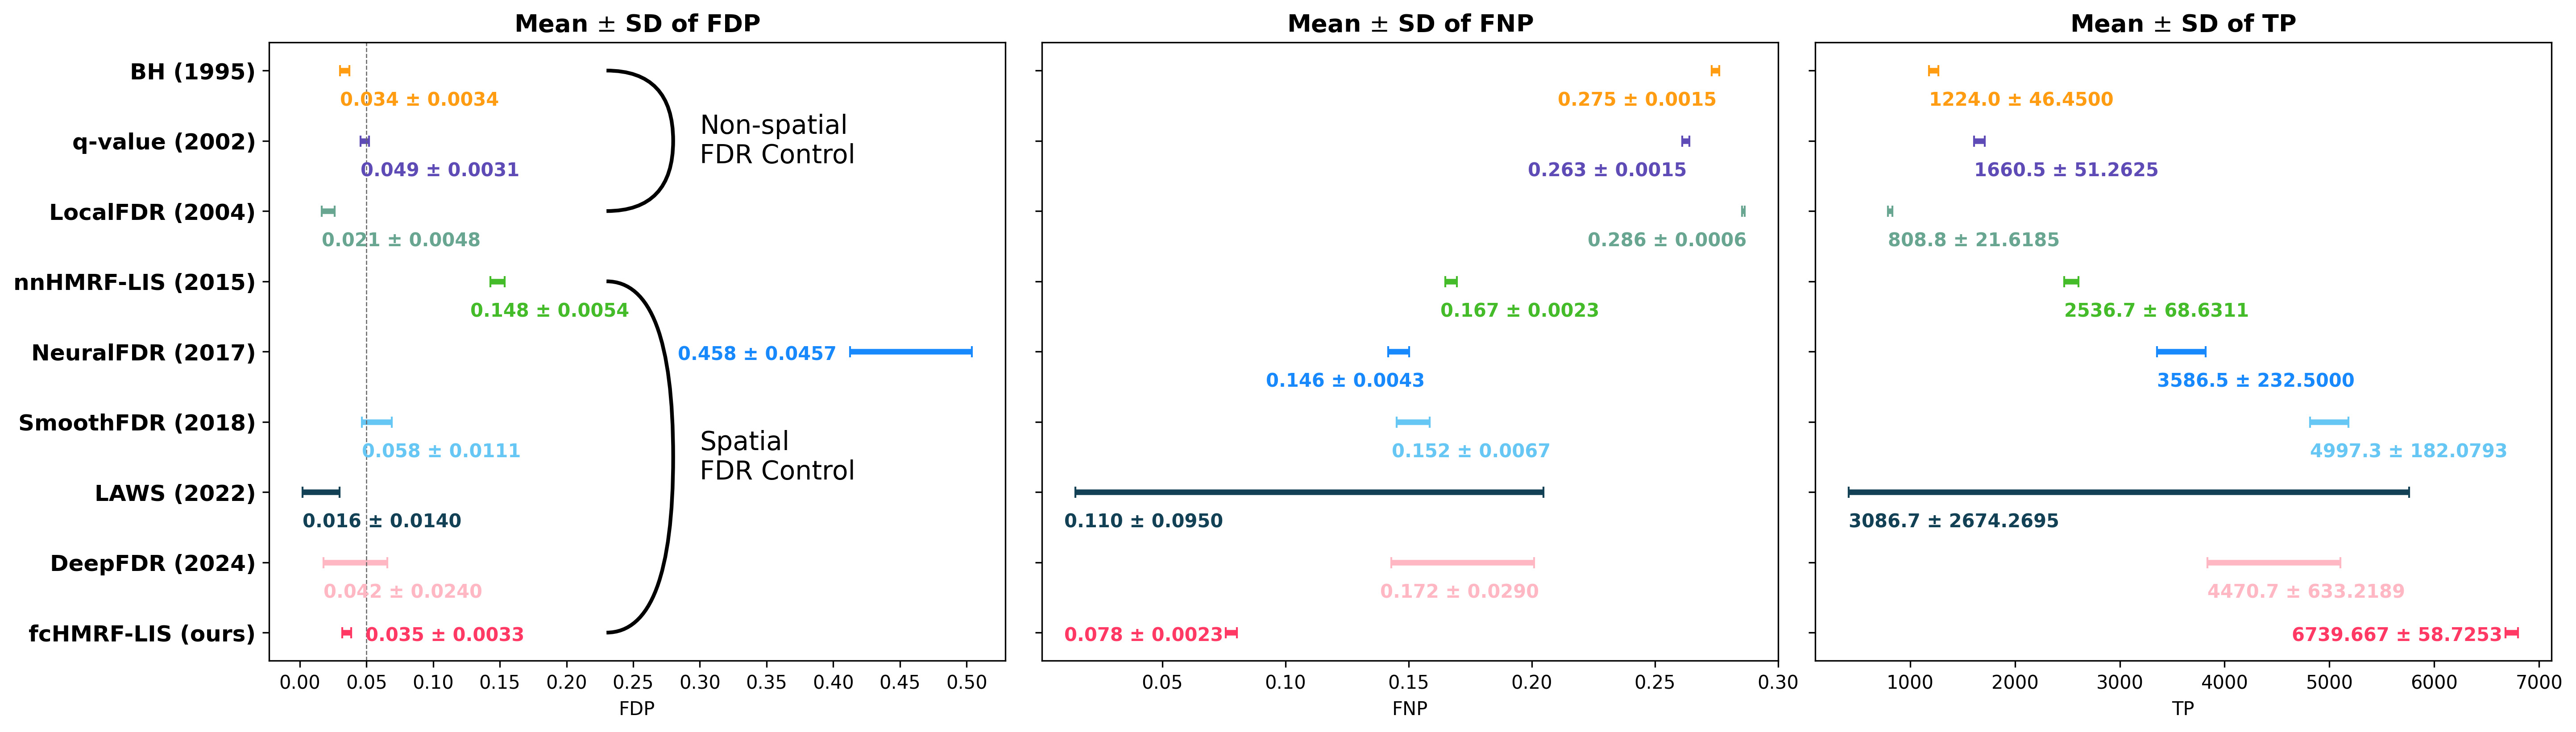 Mean ± SD of FDP
BH (1995)
q-value (2002)
LocalFDR (2004)
nnHMRF-LIS (2015)
NeuralFDR (2017)
SmoothFDR (2018)
LAWS (2022)
DeepFDR (2024)
fcHMRF-LIS (ours)
0.034 ± 0.0034
0.049 ± 0.0031
0.021 ± 0.0048
0.148 ± 0.0054
0.458 ± 0.0457
0.058 ± 0.0111
0.016 ± 0.0140
0.042 ± 0.0240
0.035 ± 0.0033
Non-spatial
FDR Control
Spatial
FDR Control
0.00 0.05 0.10 0.15 0.20 0.25 0.30 0.35 0.40 0.45 0.50
FDP
Mean ± SD of FNP
0.275 ± 0.0015
0.263 ± 0.0015
0.286 ± 0.0006
0.167 ± 0.0023
0.146 ± 0.0043
0.152 ± 0.0067
0.110 ± 0.0950
0.172 ± 0.0290
0.078 ± 0.0023
0.05 0.10 0.15 0.20 0.25 0.30
FNP
Mean ± SD of TP
1224.0 ± 46.4500
1660.5 ± 51.2625
808.8 ± 21.6185
2536.7 ± 68.6311
3586.5 ± 232.5000
4997.3 ± 182.0793
3086.7 ± 2674.2695
4470.7 ± 633.2189
6739.667 ± 58.7253
1000 2000 3000 4000 5000 6000 7000
TP